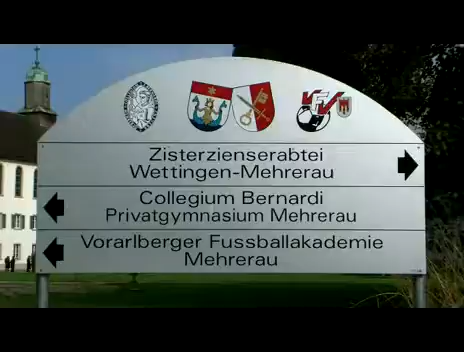 Zisterzienserabtei
Wettingen-Mehrerau
Collegium Bernardi
Privatgymnasium Mehrerau
Vorarlberger Fussballakademie
Mehrerau